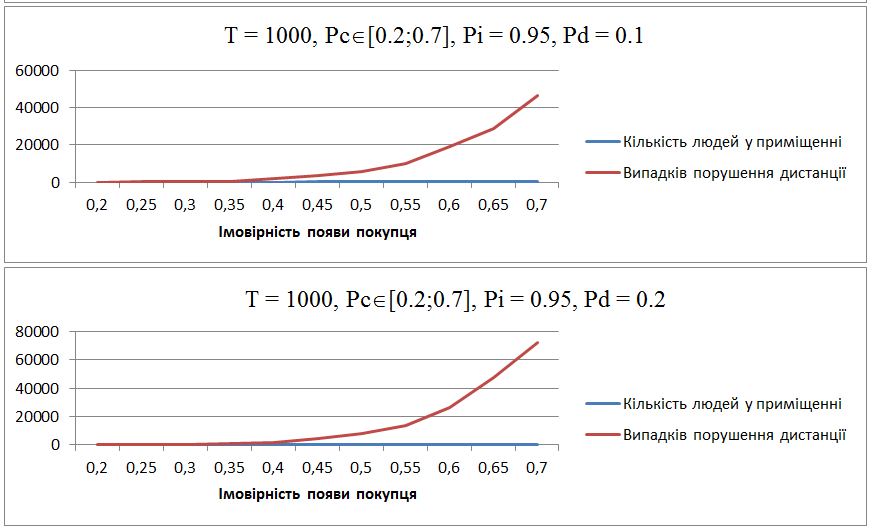 T = 1000, Pc∈[0.2;0.7], Pi = 0.95, Pd = 0.1
60000
40000
20000
0
0,2 0,25 0,3 0,35 0,4 0,45 0,5 0,55 0,6 0,65 0,7
Імовірність появи покупця
Кількість людей у приміщенні
Випадків порушення дистанції
T = 1000, Pc∈[0.2;0.7], Pi = 0.95, Pd = 0.2
80000
60000
40000
20000
0
0,2 0,25 0,3 0,35 0,4 0,45 0,5 0,55 0,6 0,65 0,7
Імовірність появи покупця
Кількість людей у приміщенні
Випадків порушення дистанції